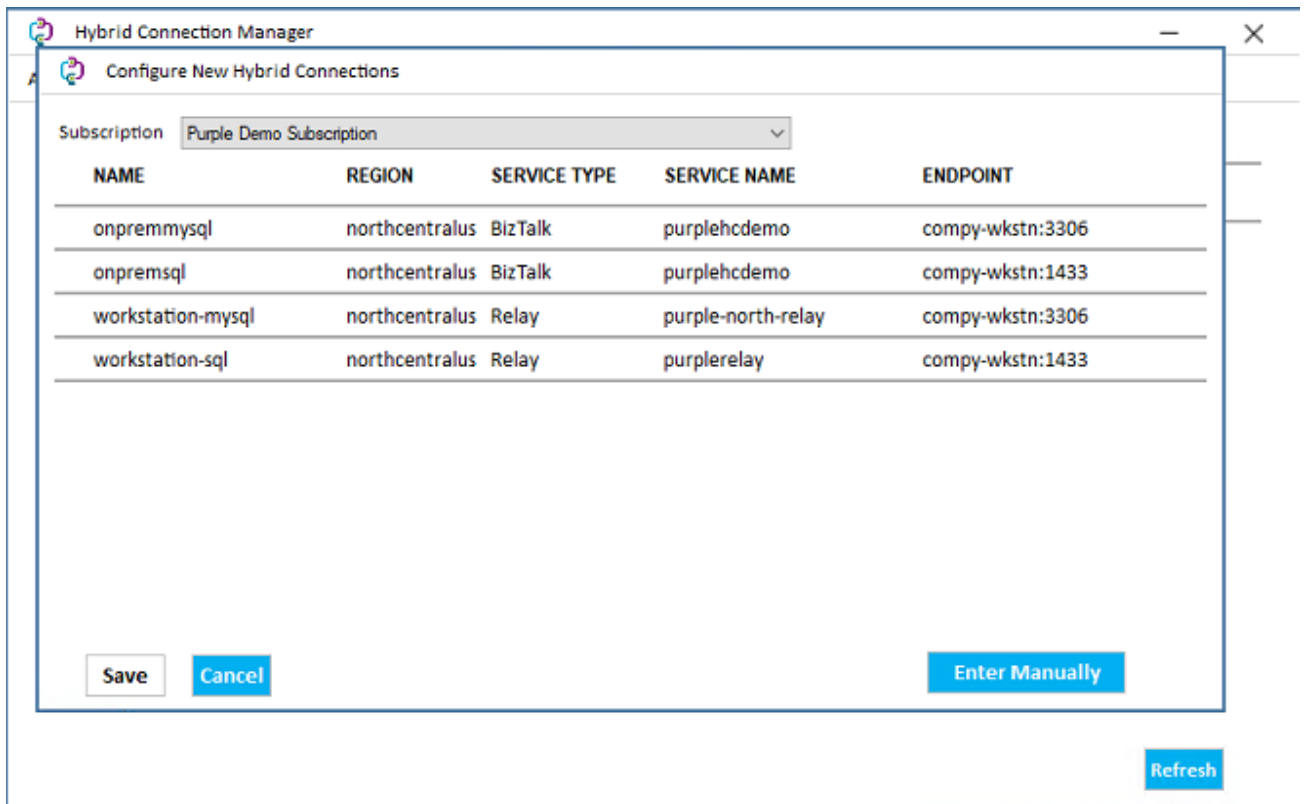 Hybrid Connection Manager
Configure New Hybrid Connections
Subscription Purple Demo Subscription
NAME REGION SERVICE TYPE SERVICE NAME ENDPOINT
onpremmysql northcentralus BizTalk purplehcdemo compy-wkstn:3306
onpremsql northcentralus BizTalk purplehcdemo compy-wkstn:1433
workstation-mysql northcentralus Relay purple-north-relay compy-wkstn:3306
workstation-sql northcentralus Relay purplerelay compy-wkstn:1433
Save Cancel Enter Manually
Refresh